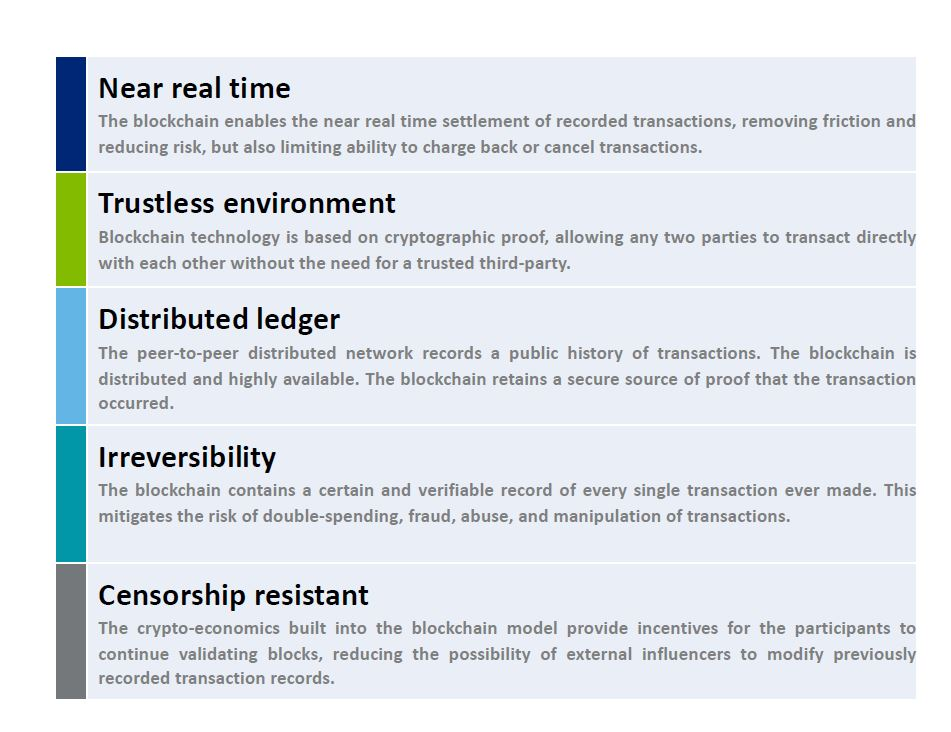 Near real time
The blockchain enables the near real time settlement of recorded transactions, removing friction and
reducing risk, but also limiting ability to charge back or cancel transactions.
Trustless environment
Blockchain technology is based on cryptographic proof, allowing any two parties to transact directly
with each other without the need for a trusted third-party.
Distributed ledger
The peer-to-peer distributed network records a public history of transactions. The blockchain is
distributed and highly available. The blockchain retains a secure source of proof that the transaction
occurred.
Irreversibility
The blockchain contains a certain and verifiable record of every single transaction ever made. This
mitigates the risk of double-spending, fraud, abuse, and manipulation of transactions.
Censorship resistant
The crypto-economics built into the blockchain model provide incentives for the participants to
continue validating blocks, reducing the possibility of external influencers to modify previously
recorded transaction records.